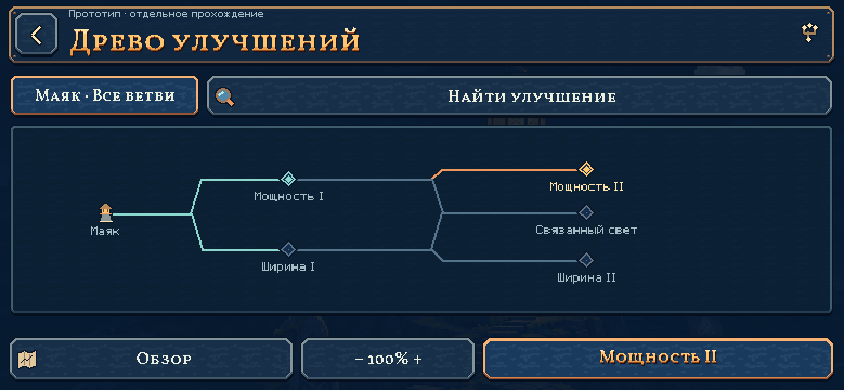 Прототип · отдельное прохождение
Древо улучшений
Маяк · Все ветви
Найти улучшение
Мощность I
Мощность II
Маяк
Связанный свет
Ширина I
Ширина II
Обзор
− 100% +
Мощность II